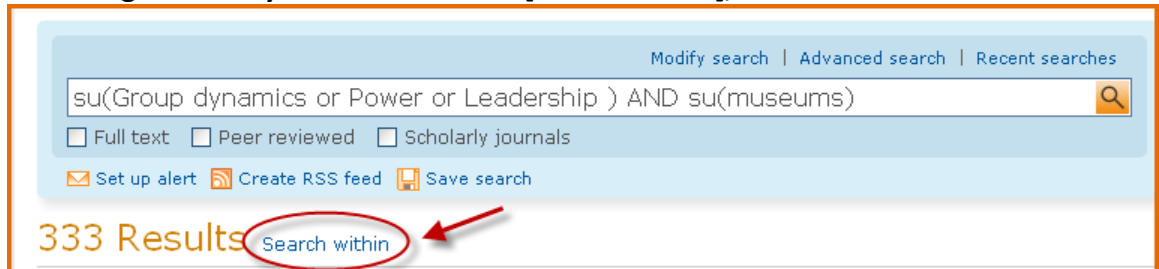 Modify search | Advanced search | Recent searches
su(Group dynamics or Power or Leadership ) AND su(museums)
Full text Peer reviewed Scholarly journals
Set up alert Create RSS feed Save search
333 Results Search within